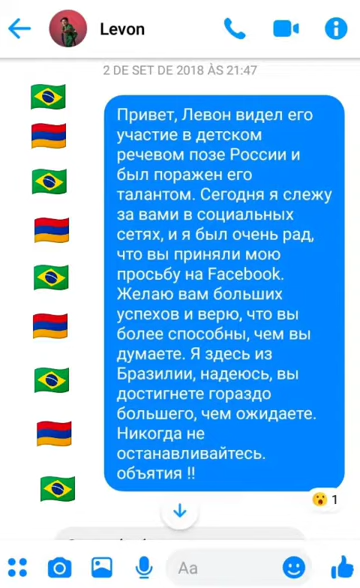 Levon
2 DE SET DE 2018 ÀS 21:47
Привет, Левон видел его
участие в детском
речевом позе России и
был поражен его
талантом. Сегодня я слежу
за вами в социальных
сетях, и я был очень рад,
что вы приняли мою
просьбу на Facebook.
Желаю вам больших
успехов и верю, что вы
более способны, чем вы
думаете. Я здесь из
Бразилии, надеюсь, вы
достигнете гораздо
большего, чем ожидаете.
Никогда не
останавливайтесь.
объятия !!
1
Aa